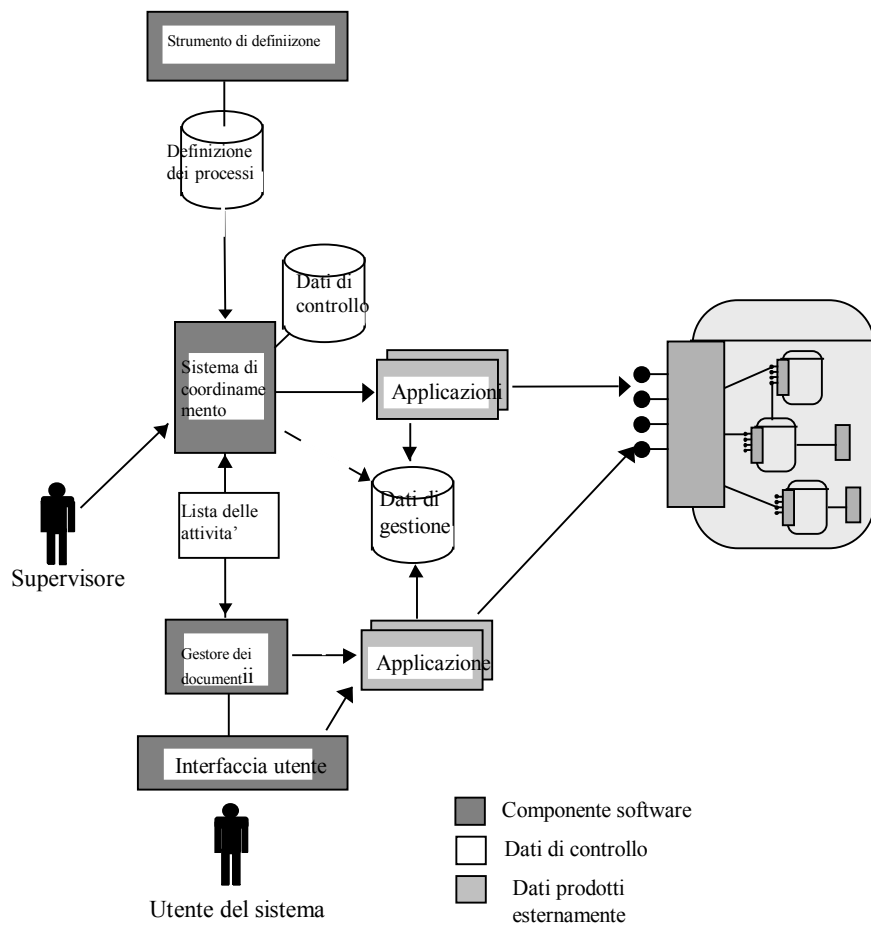 Strumento di definiizone
Definizione
dei processi
Dati di
controllo
Sistema di
coordiname
mento
Applicazioni
Lista delle
attivita’
Dati di
gestione
Supervisore
Gestore dei
documentii
Applicazione
Interfaccia utente
Utente del sistema
Componente software
Dati di controllo
Dati prodotti
esternamente